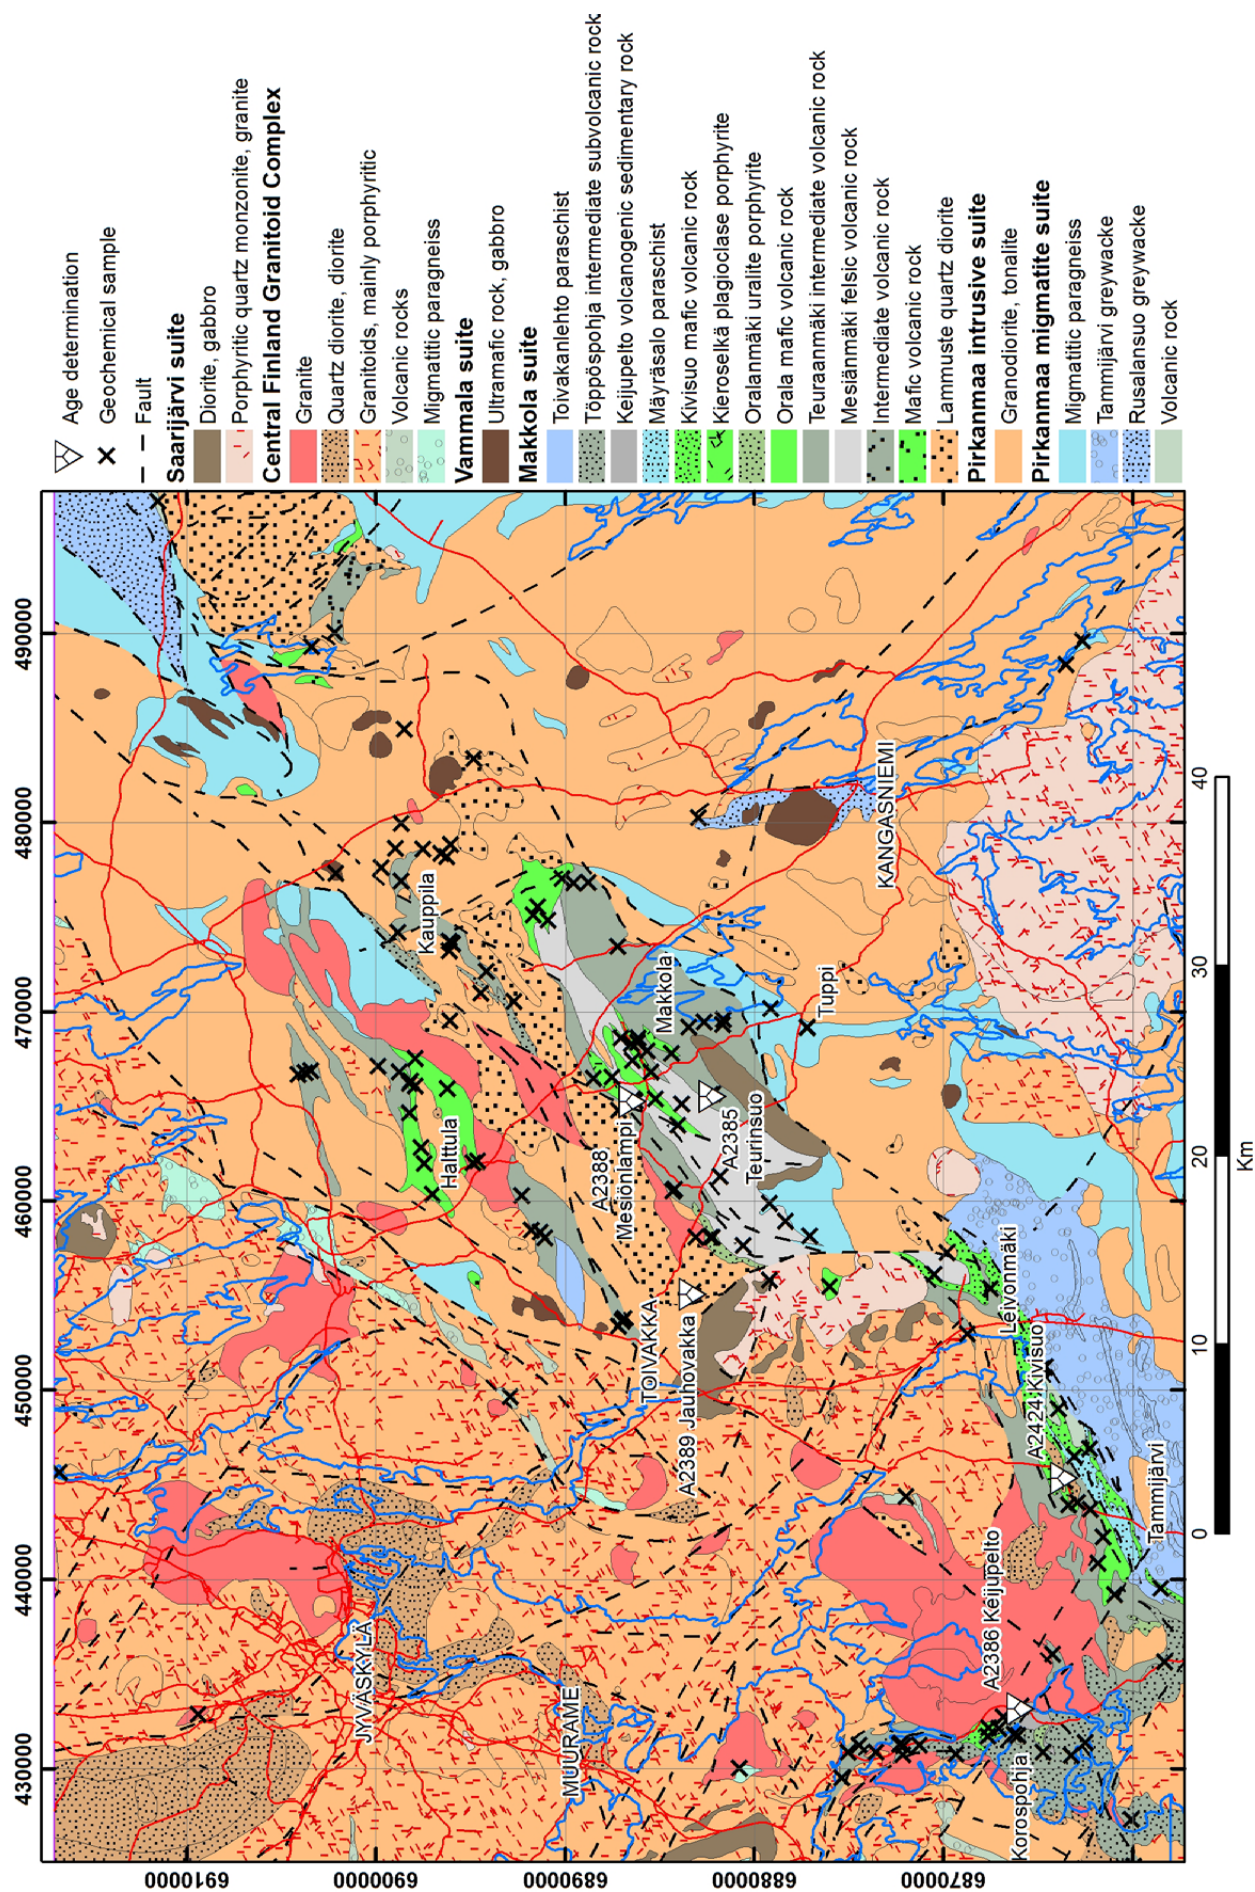 Age determination
Geochemical sample
Fault
Saarijärvi suite
Diorite, gabbro
Porphyritic quartz monzonite, granite
Central Finland Granitoid Complex
Granite
Quartz diorite, diorite
Granitoids, mainly porphyritic
Volcanic rocks
Migmatitic paragneiss
Vammala suite
Ultramafic rock, gabbro
Makkola suite
Toivakanlehto paraschist
Töppöspohja intermediate subvolcanic rock
Keijupelto volcanogenic sedimentary rock
Mäyräsalo paraschist
Kivisuo mafic volcanic rock
Kieroselkä plagioclase porphyrite
Oralanmäki uralite porphyrite
Orala mafic volcanic rock
Teuraanmäki intermediate volcanic rock
Mesiänmäki felsic volcanic rock
Intermediate volcanic rock
Mafic volcanic rock
Lammuste quartz diorite
Pirkanmaa intrusive suite
Granodiorite, tonalite
Pirkanmaa migmatite suite
Migmatitic paragneiss
Tammijärvi greywacke
Rusalansuo greywacke
Volcanic rock
430000
440000
450000
460000
470000
480000
490000
6910000
6900000
6890000
6880000
6870000
JYVÄSKYLÄ
MUURAME
TOIVAKKA
KANGASNIEMI
Kauppila
Haittula
Makkola
Tuppi
A2388
Mesiönlampi
A2385
Teurinsuo
A2389 Jauhovakka
Leivonmäki
A2424 Kivisuo
Tammijärvi
A2386 Keijupelto
Korospohja
0
10
20
30
40
Km